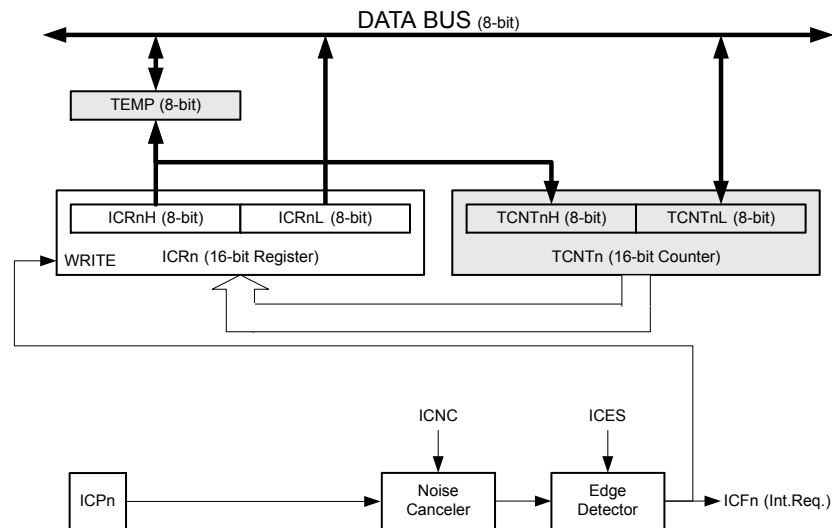 DATA BUS (8-bit)
TEMP (8-bit)
ICRnH (8-bit)
ICRnL (8-bit)
TCNTnH (8-bit)
TCNTnL (8-bit)
WRITE
ICRn (16-bit Register)
TCNTn (16-bit Counter)
ICNC
ICES
ICPn
Noise
Canceler
Edge
Detector
ICFn (Int.Req.)